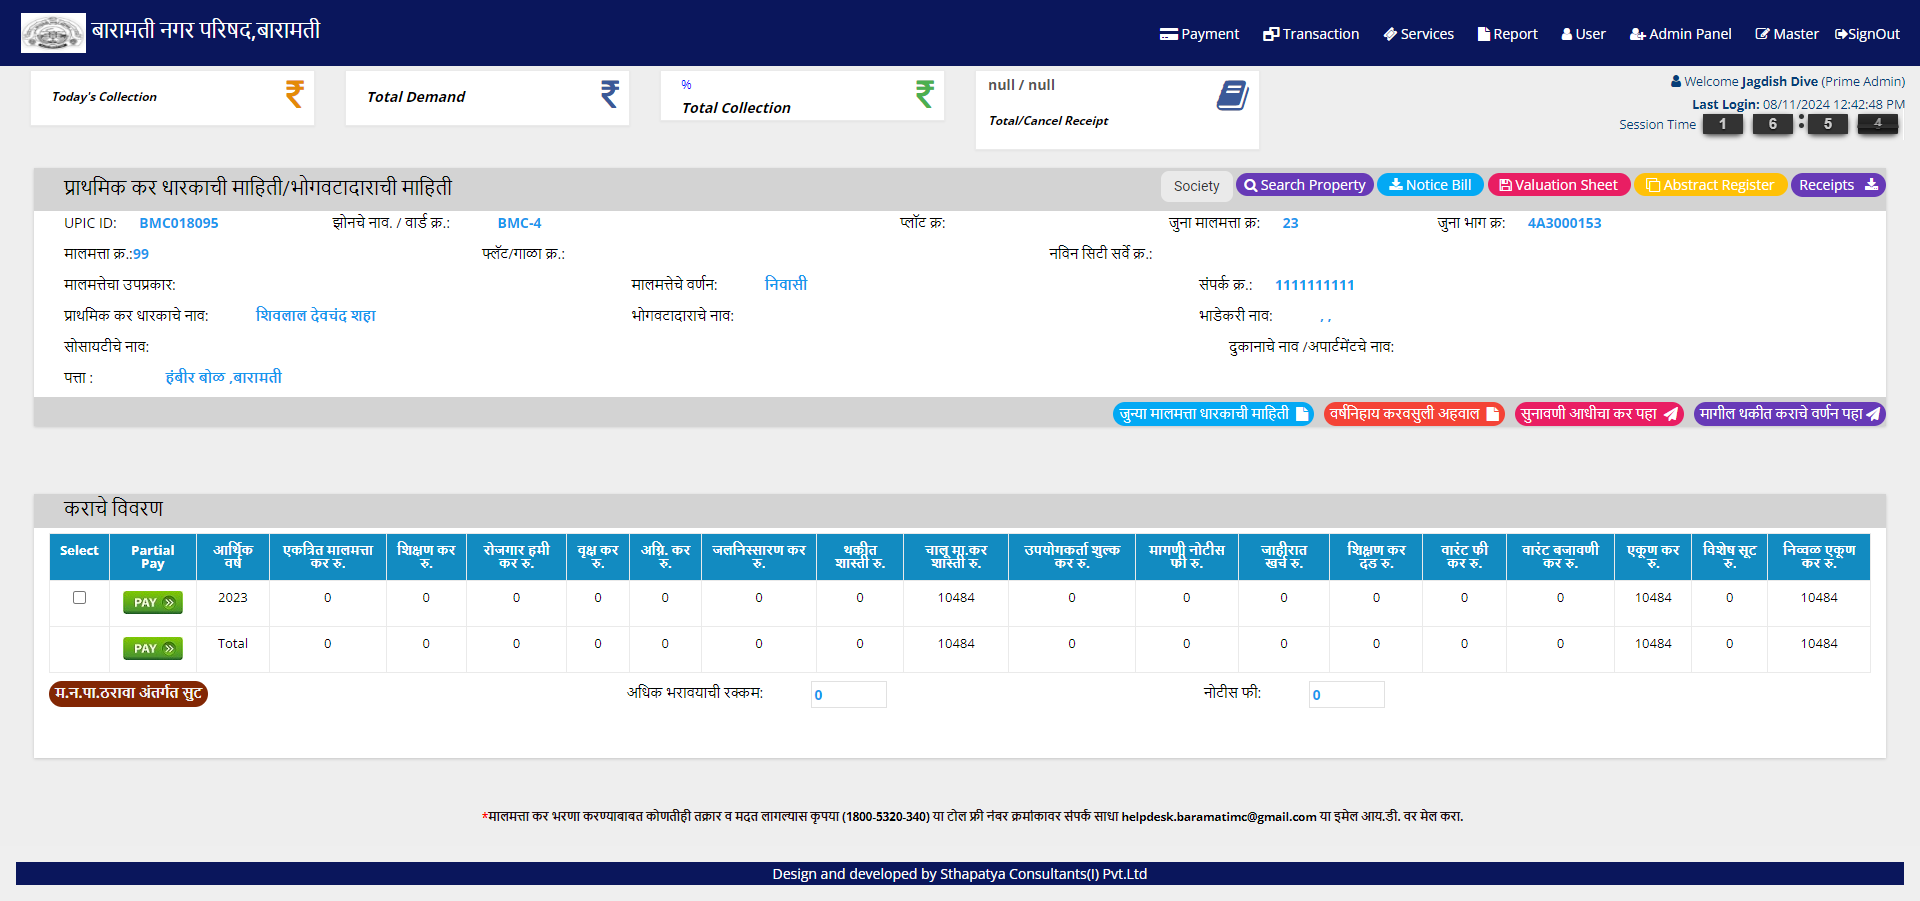 बारामती नगर परिषद,बारामती
Payment Transaction Services Report User Admin Panel Master SignOut
Today's Collection
Total Demand
%
Total Collection
null / null
Total/Cancel Receipt
Welcome Jagdish Dive (Prime Admin)
Last Login: 08/11/2024 12:42:48 PM
Session Time 1 6 : 5 4
प्राथमिक कर धारकाची माहिती/भोगवटादाराची माहिती
Society Search Property Notice Bill Valuation Sheet Abstract Register Receipts
UPIC ID: BMC018095 झोनचे नाव. / वार्ड क्र.: BMC-4 प्लॉट क्र: जुना मालमत्ता क्र: 23 जुना भाग क्र: 4A3000153
मालमत्ता क्र.:99 फ्लॅट/गाळा क्र.: नविन सिटी सर्वे क्र.:
मालमत्तेचा उपप्रकार: मालमत्तेचे वर्णन: निवासी संपर्क क्र.: 1111111111
प्राथमिक कर धारकाचे नाव: शिवलाल देवचंद शहा भोगवटादाराचे नाव: भाडेकरी नाव: , ,
सोसायटीचे नाव: दुकानाचे नाव /अपार्टमेंटचे नाव:
पत्ता : हंबीर बोळ ,बारामती
जुन्या मालमत्ता धारकाची माहिती वर्षनिहाय करवसुली अहवाल सुनावणी आधीचा कर पहा मागील थकीत कराचे वर्णन पहा
कराचे विवरण
Select Partial Pay आर्थिक वर्ष एकत्रित मालमत्ता कर रु. शिक्षण कर रु. रोजगार हमी कर रु. वृक्ष कर रु. अग्नि. कर रु. जलनिस्सारण कर रु. थकीत शास्ती रु. चालू मा.कर शास्ती रु. उपयोगकर्ता शुल्क कर रु. मागणी नोटीस फी रु. जाहीरात खर्च रु. शिक्षण कर दंड रु. वारंट फी कर रु. वारंट बजावणी कर रु. एकूण कर रु. विशेष सूट रु. निव्वळ एकूण कर रु.
PAY 2023 0 0 0 0 0 0 0 10484 0 0 0 0 0 0 10484 0 10484
PAY Total 0 0 0 0 0 0 0 10484 0 0 0 0 0 0 10484 0 10484
म.न.पा.ठरावा अंतर्गत सुट अधिक भरावयाची रक्कम: 0 नोटीस फी: 0
*मालमत्ता कर भरणा करण्याबाबत कोणतीही तक्रार व मदत लागल्यास कृपया (1800-5320-340) या टोल फ्री नंबर क्रमांकावर संपर्क साधा helpdesk.baramatimc@gmail.com या इमेल आय.डी. वर मेल करा.
Design and developed by Sthapatya Consultants(I) Pvt.Ltd